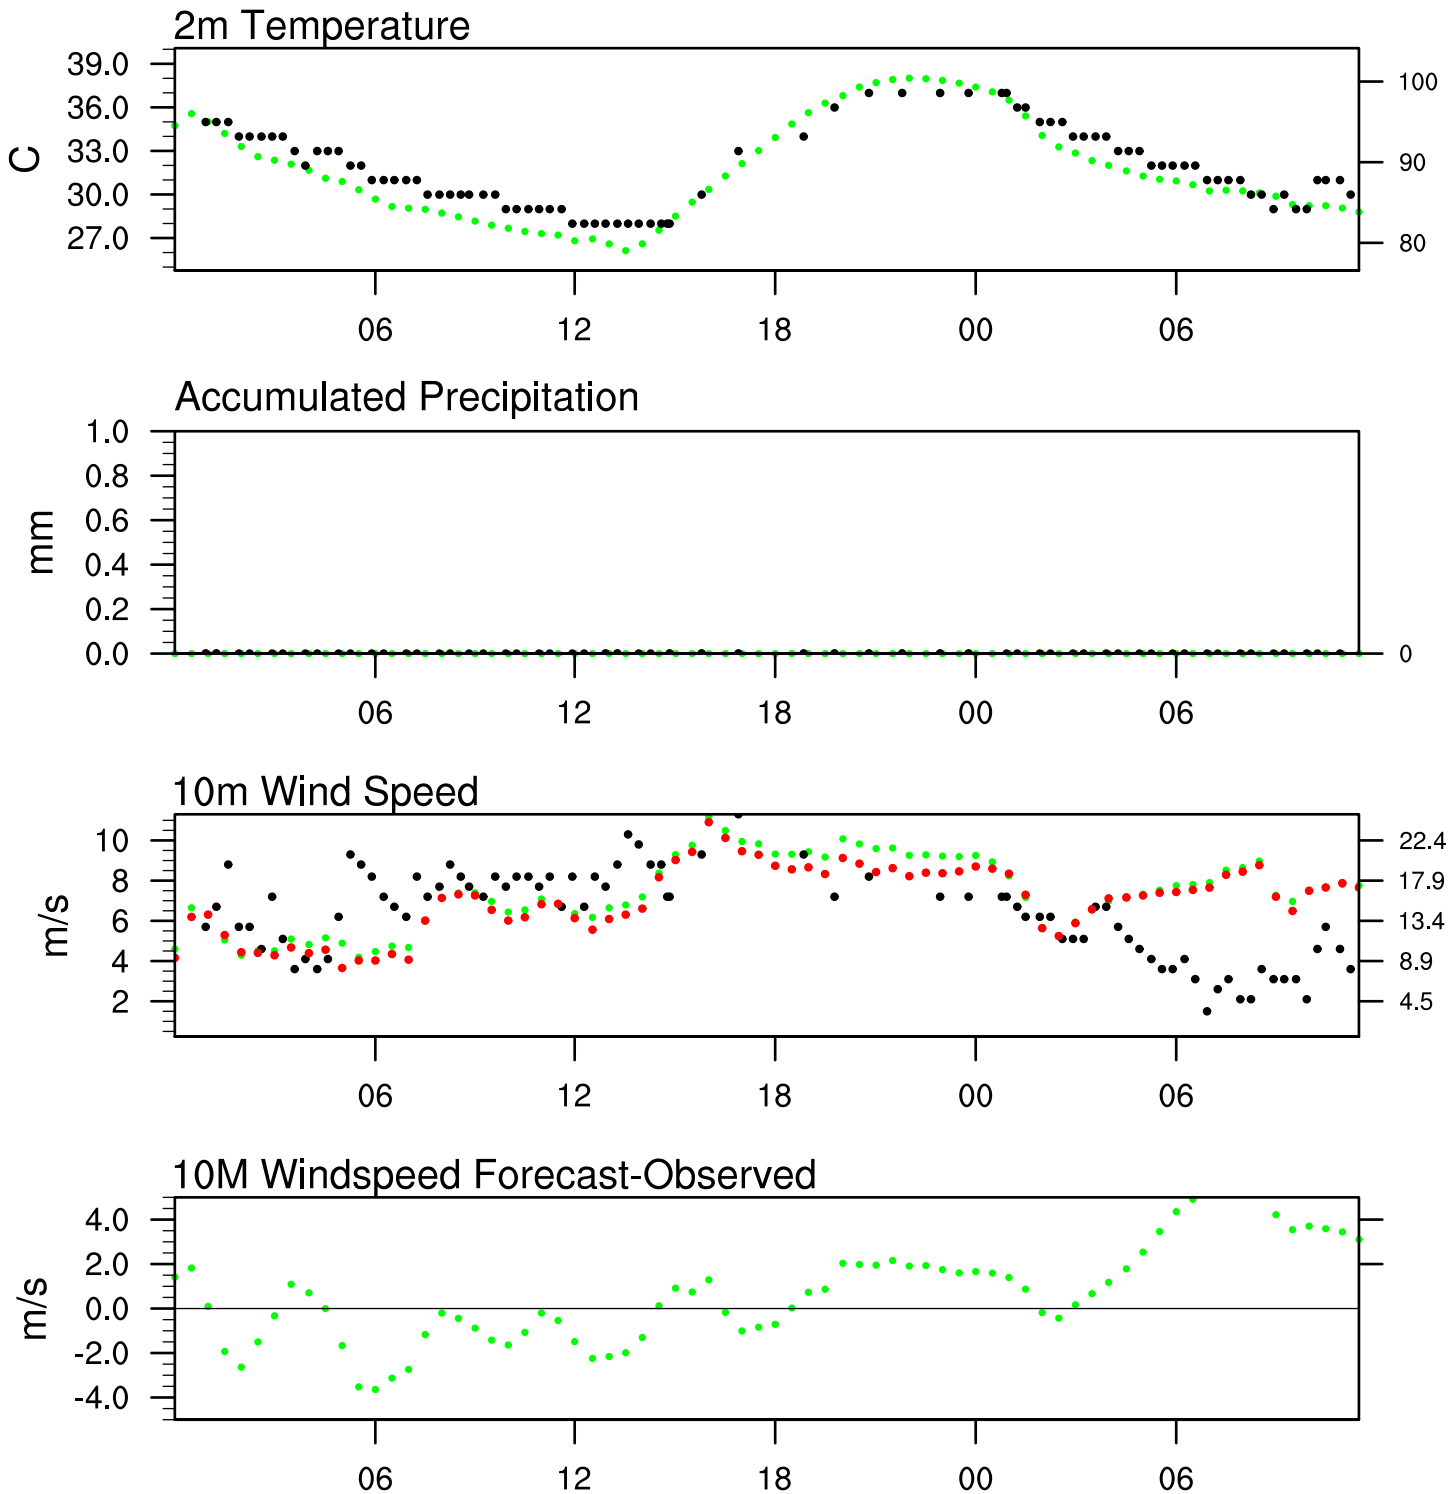 2m Temperature
39.0
36.0
33.0
30.0
27.0
C
100
90
80
06 12 18 00 06
Accumulated Precipitation
1.0
0.8
0.6
0.4
0.2
0.0
mm
0
06 12 18 00 06
10m Wind Speed
10
8
6
4
2
m/s
22.4
17.9
13.4
8.9
4.5
06 12 18 00 06
10M Windspeed Forecast-Observed
4.0
2.0
0.0
-2.0
-4.0
m/s
06 12 18 00 06